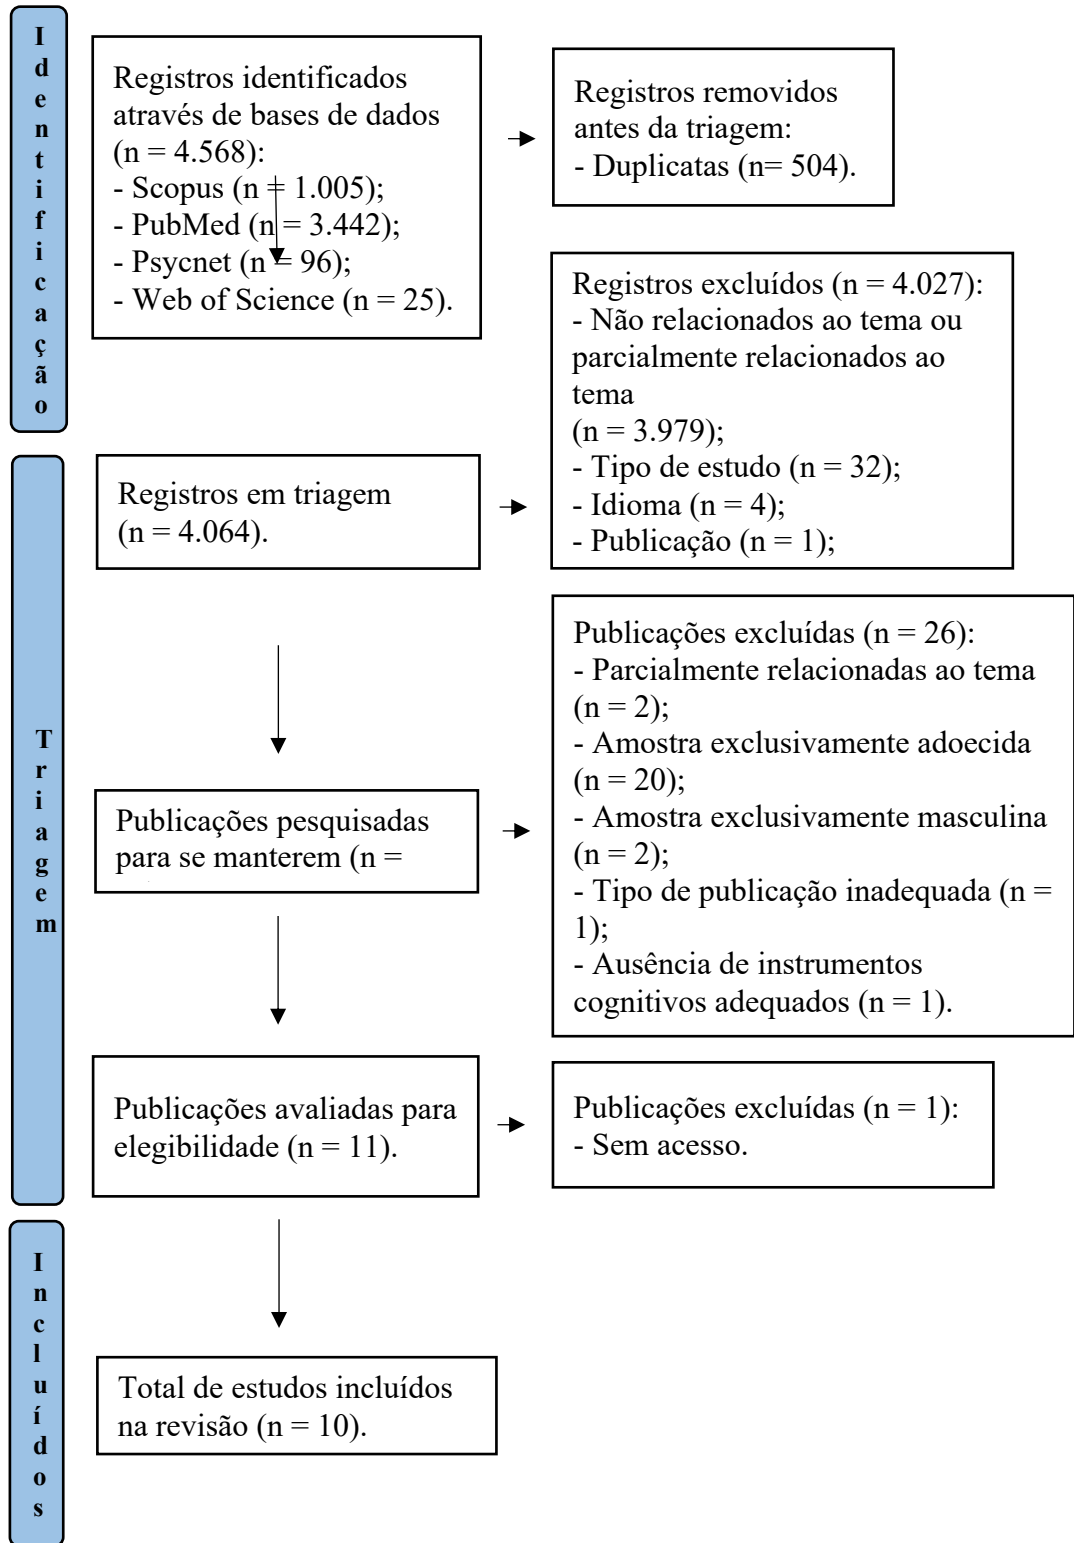 Identificação
Registros identificados
através de bases de dados
(n = 4.568):
- Scopus (n = 1.005);
- PubMed (n = 3.442);
- Psycnet (n = 96);
- Web of Science (n = 25).
Registros removidos
antes da triagem:
- Duplicatas (n= 504).
Registros excluídos (n = 4.027):
- Não relacionados ao tema ou
parcialmente relacionados ao
tema
(n = 3.979);
- Tipo de estudo (n = 32);
- Idioma (n = 4);
- Publicação (n = 1);
Triagem
Registros em triagem
(n = 4.064).
Publicações pesquisadas
para se manterem (n =
Publicações excluídas (n = 26):
- Parcialmente relacionadas ao tema
(n = 2);
- Amostra exclusivamente adoecida
(n = 20);
- Amostra exclusivamente masculina
(n = 2);
- Tipo de publicação inadequada (n =
1);
- Ausência de instrumentos
cognitivos adequados (n = 1).
Publicações avaliadas para
elegibilidade (n = 11).
Publicações excluídas (n = 1):
- Sem acesso.
Incluídos
Total de estudos incluídos
na revisão (n = 10).